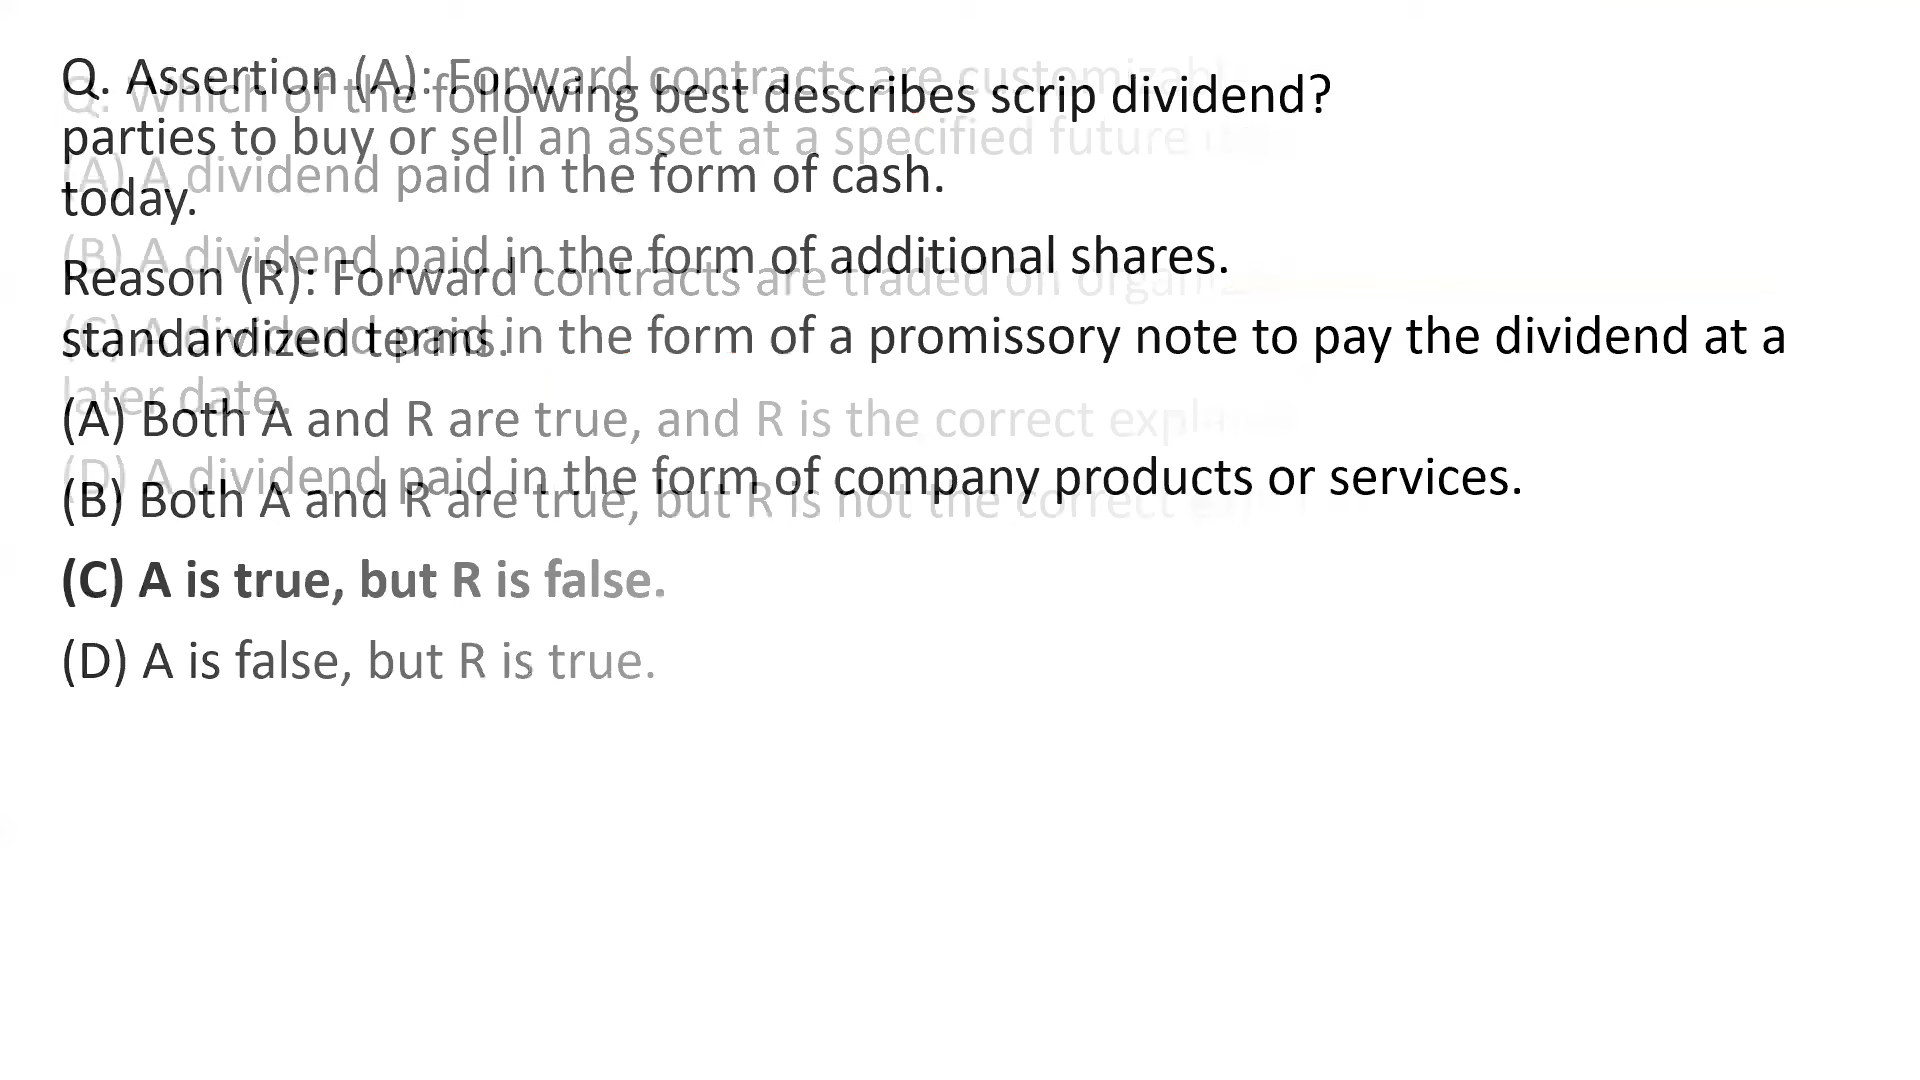 Q. Assertion (A): Forward contracts are customizable
Q. Which of the following best describes scrip dividend?
parties to buy or sell an asset at a specified future
(A) A dividend paid in the form of cash.
today.
(B) A dividend paid in the form of additional shares.
Reason (R): Forward contracts are traded on
standardized terms.
(C) A dividend paid in the form of a promissory note to pay the dividend at a
later date.
(A) Both A and R are true, and R is the correct
(D) A dividend paid in the form of company products or services.
(B) Both A and R are true, but R is not the correct
(C) A is true, but R is false.
(D) A is false, but R is true.